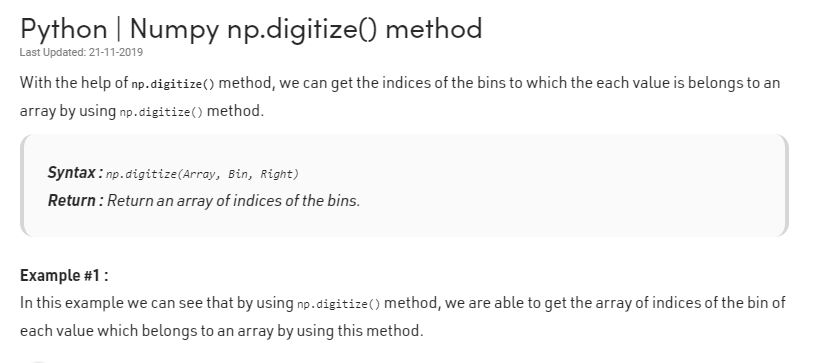 Python | Numpy np.digitize() method
Last Updated: 21-11-2019
With the help of np.digitize() method, we can get the indices of the bins to which the each value is belongs to an
array by using np.digitize() method.
Syntax : np.digitize(Array, Bin, Right)
Return : Return an array of indices of the bins.
Example #1 :
In this example we can see that by using np.digitize() method, we are able to get the array of indices of the bin of
each value which belongs to an array by using this method.